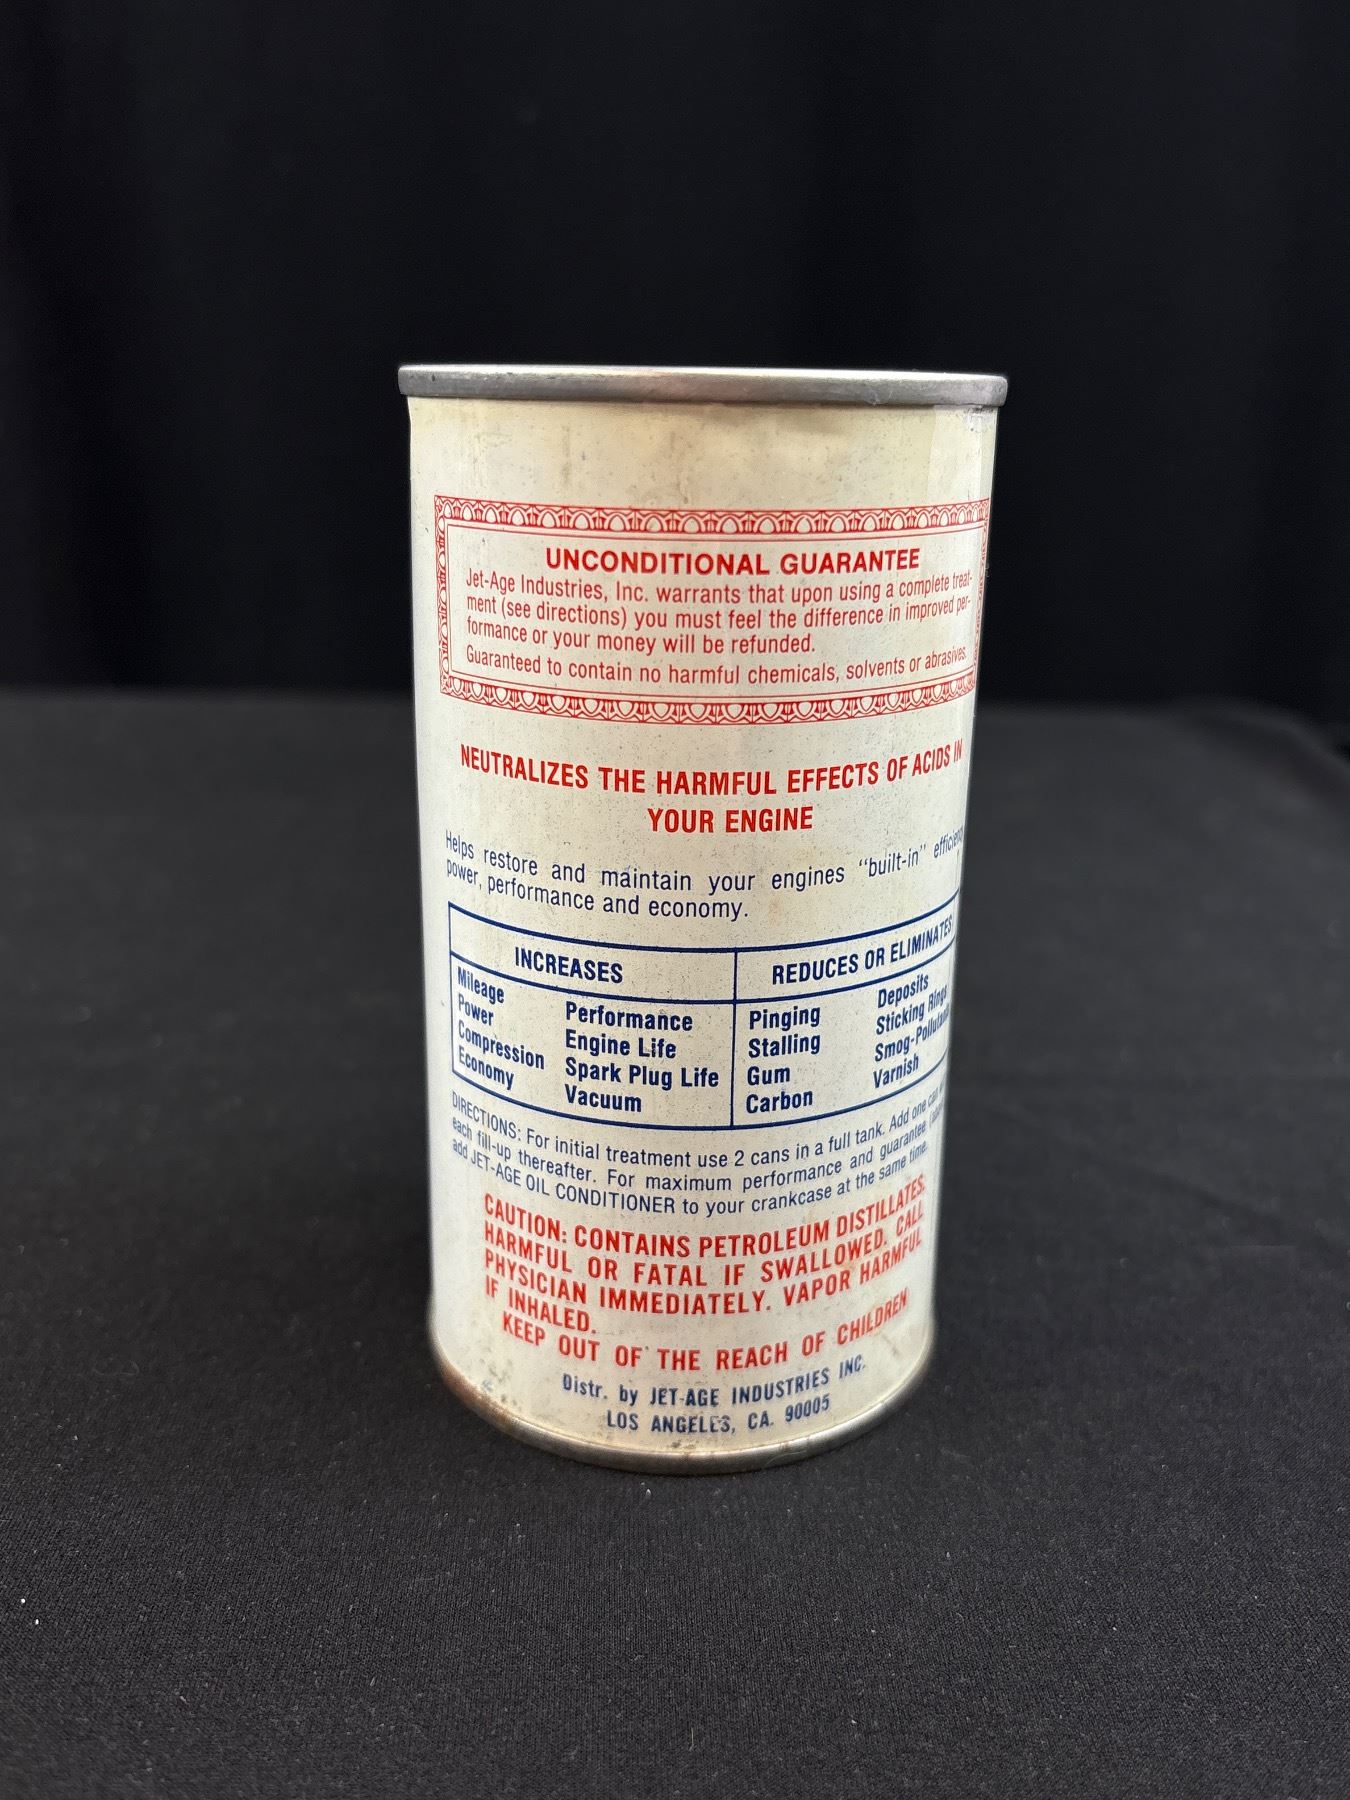 UNCONDITIONAL GUARANTEE
Jet-Age Industries, Inc. warrants that upon using a complete treat-
ment (see directions) you must feel the difference in improved per-
formance or your money will be refunded.
Guaranteed to contain no harmful chemicals, solvents or abrasives
NEUTRALIZES THE HARMFUL EFFECTS OF ACIDS IN
YOUR ENGINE
Helps restore and maintain your engines "built-in"
power, performance and economy.
INCREASES
Mileage
Power
Compression
Economy
Performance
Engine Life
Spark Plug Life
Vacuum
REDUCES OR ELIMINATES
Pinging
Stalling
Gum
Carbon
Deposits
Sticking Rings
Varnish
DIRECTIONS: For initial treatment use 2 cans in a full tank. Add one can
each fill-up thereafter. For maximum performance and guarantee
add JET-AGE OIL CONDITIONER to your crankcase at the same time.
CAUTION: CONTAINS PETROLEUM DISTILLATES.
HARMFUL OR FATAL IF SWALLOWED. CALL
PHYSICIAN IMMEDIATELY. VAPOR HARMFUL
IF INHALED.
KEEP OUT OF THE REACH OF CHILDREN
Distr. by JET-AGE INDUSTRIES INC.
LOS ANGELES, CA. 90005